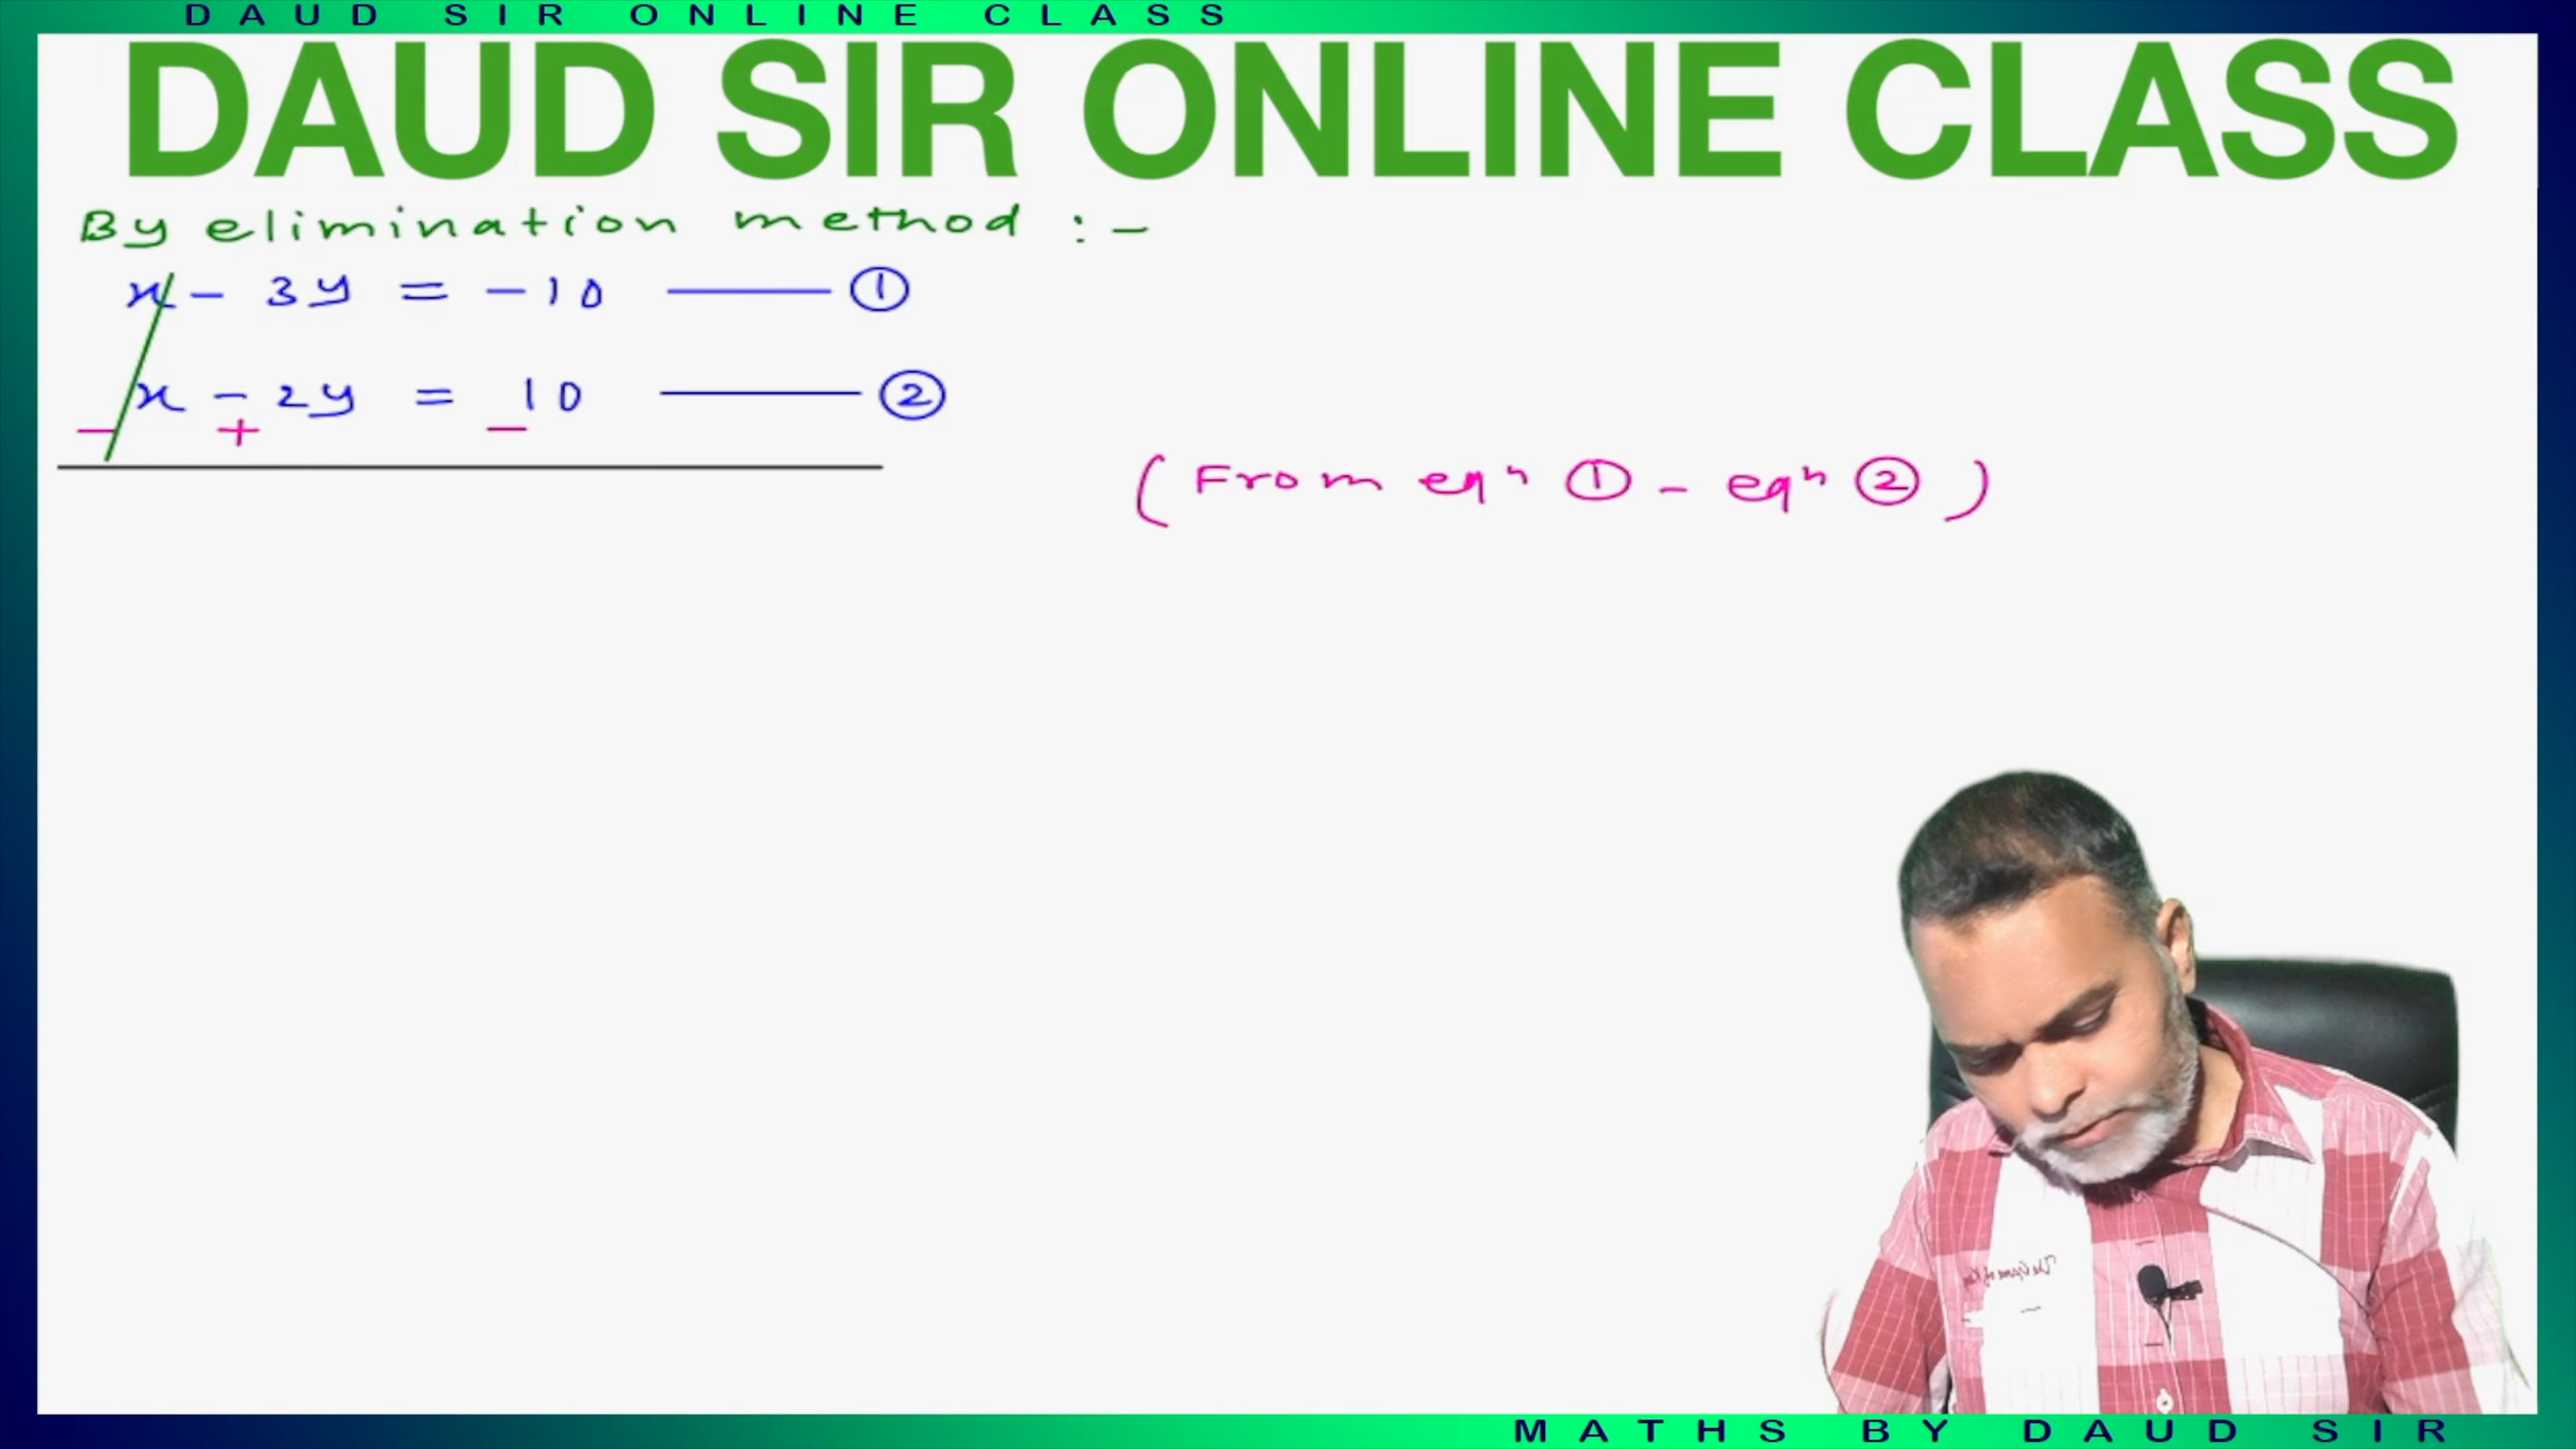 DAUD SIR ONLINE CLASS
DAUD SIR ONLINE CLASS
By elimination method :-
x - 3y = -10 —— ①
x - 2y = 10 —— ②
- + -
(From eqⁿ ① - eqⁿ ②)
MATHS BY DAUD SIR